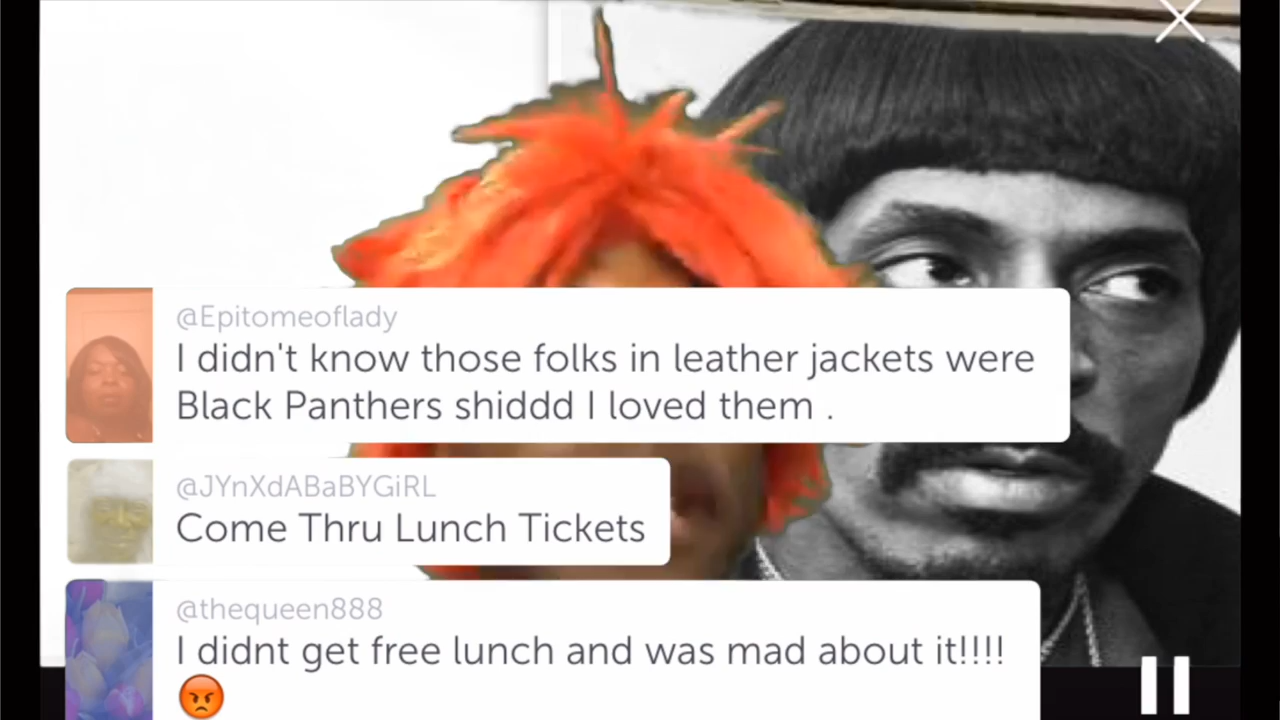 @Epitomeoflady
I didn't know those folks in leather jackets were
Black Panthers shiddd I loved them .
@JYnXdABaBYGiRL
Come Thru Lunch Tickets
@thequeen888
I didnt get free lunch and was mad about it!!!!
😡